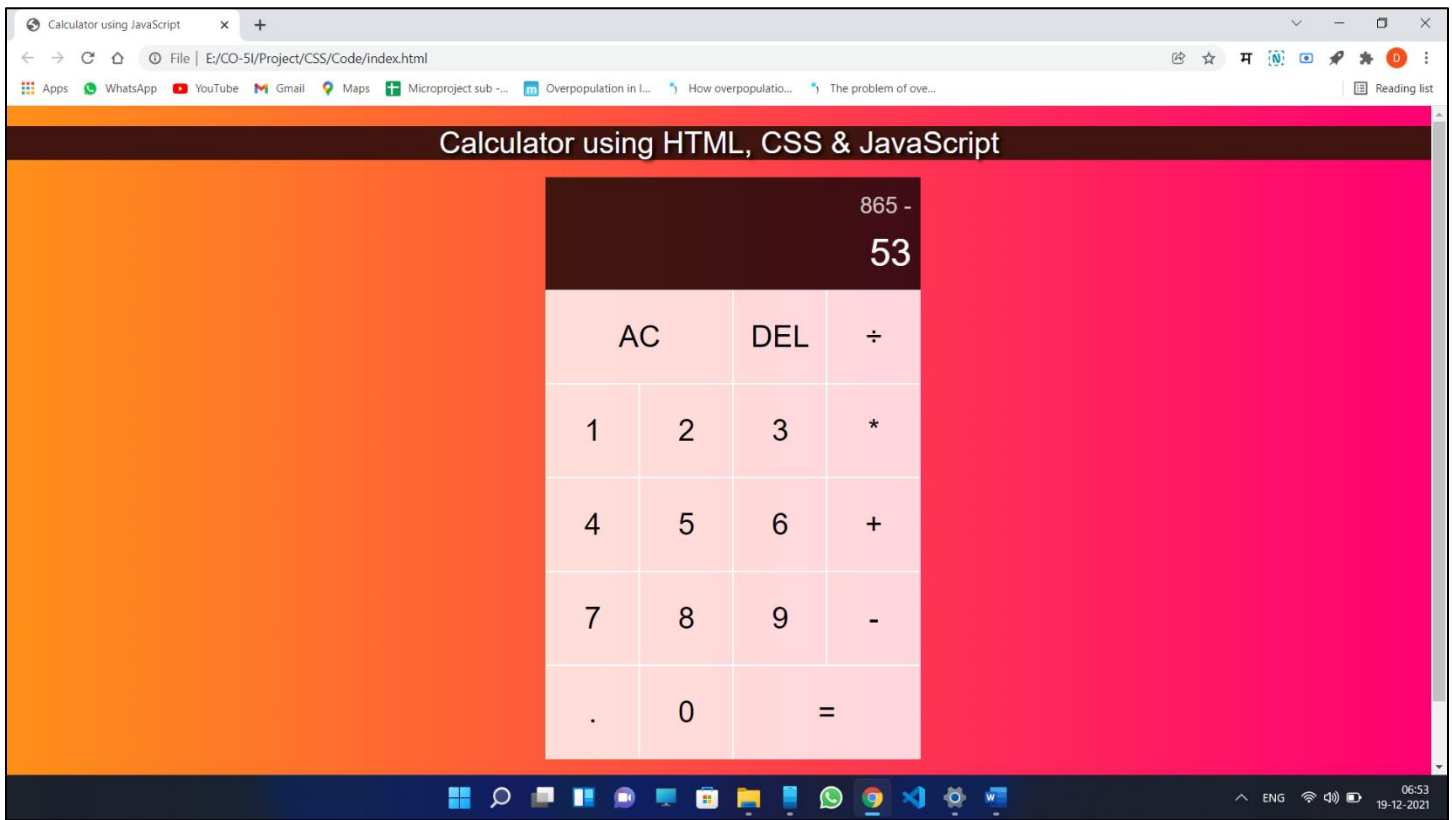 Calculator using JavaScript
File | E:/CO-5I/Project/CSS/Code/index.html
म N D
Apps WhatsApp YouTube Gmail Maps Microproject sub -... m Overpopulation in I... How overpopulatio... The problem of ove... Reading list
Calculator using HTML, CSS & JavaScript
865 -
53
AC DEL ÷
1 2 3 *
4 5 6 +
7 8 9 -
. 0 =
W ENG 06:53
19-12-2021